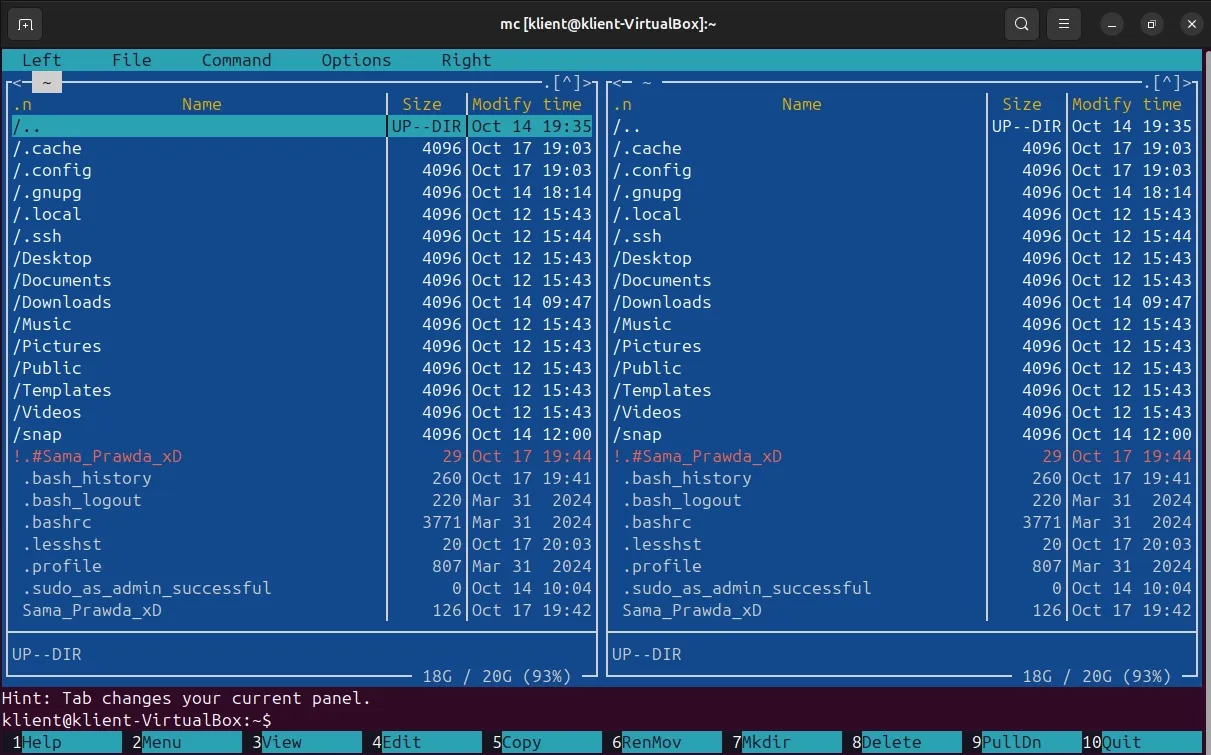 mc [klient@klient-VirtualBox]:~
Left File Command Options Right
<─ ~ ─.[^]>┐┌<─ ~ ─.[^]>
.n Name │ Size │Modify time .n Name │ Size │Modify time
/.. │UP--DIR│Oct 14 19:35 /.. │UP--DIR│Oct 14 19:35
/.cache │ 4096│Oct 17 19:03 /.cache │ 4096│Oct 17 19:03
/.config │ 4096│Oct 17 19:03 /.config │ 4096│Oct 17 19:03
/.gnupg │ 4096│Oct 14 18:14 /.gnupg │ 4096│Oct 14 18:14
/.local │ 4096│Oct 12 15:43 /.local │ 4096│Oct 12 15:43
/.ssh │ 4096│Oct 12 15:44 /.ssh │ 4096│Oct 12 15:44
/Desktop │ 4096│Oct 12 15:43 /Desktop │ 4096│Oct 12 15:43
/Documents │ 4096│Oct 12 15:43 /Documents │ 4096│Oct 12 15:43
/Downloads │ 4096│Oct 14 09:47 /Downloads │ 4096│Oct 14 09:47
/Music │ 4096│Oct 12 15:43 /Music │ 4096│Oct 12 15:43
/Pictures │ 4096│Oct 12 15:43 /Pictures │ 4096│Oct 12 15:43
/Public │ 4096│Oct 12 15:43 /Public │ 4096│Oct 12 15:43
/Templates │ 4096│Oct 12 15:43 /Templates │ 4096│Oct 12 15:43
/Videos │ 4096│Oct 12 15:43 /Videos │ 4096│Oct 12 15:43
/snap │ 4096│Oct 14 12:00 /snap │ 4096│Oct 14 12:00
!.#Sama_Prawda_xD │ 29│Oct 17 19:44 !.#Sama_Prawda_xD │ 29│Oct 17 19:44
.bash_history │ 260│Oct 17 19:41 .bash_history │ 260│Oct 17 19:41
.bash_logout │ 220│Mar 31 2024 .bash_logout │ 220│Mar 31 2024
.bashrc │ 3771│Mar 31 2024 .bashrc │ 3771│Mar 31 2024
.lesshst │ 20│Oct 17 20:03 .lesshst │ 20│Oct 17 20:03
.profile │ 807│Mar 31 2024 .profile │ 807│Mar 31 2024
.sudo_as_admin_successful │ 0│Oct 14 10:04 .sudo_as_admin_successful │ 0│Oct 14 10:04
Sama_Prawda_xD │ 126│Oct 17 19:42 Sama_Prawda_xD │ 126│Oct 17 19:42
UP--DIR UP--DIR
18G / 20G (93%) 18G / 20G (93%)
Hint: Tab changes your current panel.
klient@klient-VirtualBox:~$
1Help 2Menu 3View 4Edit 5Copy 6RenMov 7Mkdir 8Delete 9PullDn 10Quit